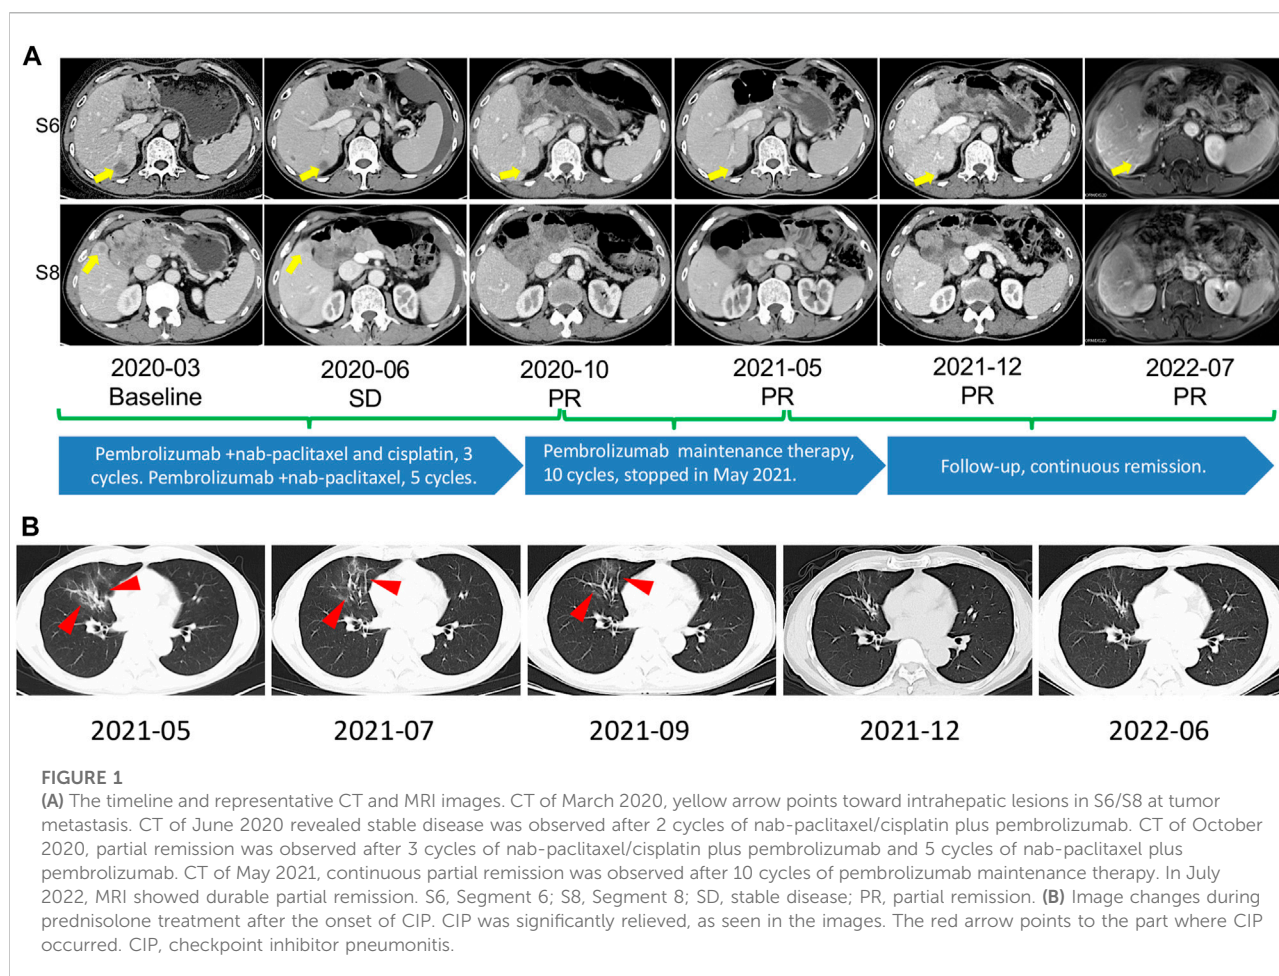 A
S6
S8
2020-03
Baseline
2020-06
SD
2020-10
PR
2021-05
PR
2021-12
PR
2022-07
PR
Pembrolizumab +nab-paclitaxel and cisplatin, 3
cycles. Pembrolizumab +nab-paclitaxel, 5 cycles.
Pembrolizumab maintenance therapy,
10 cycles, stopped in May 2021.
Follow-up, continuous remission.
B
2021-05
2021-07
2021-09
2021-12
2022-06
FIGURE 1
(A) The timeline and representative CT and MRI images. CT of March 2020, yellow arrow points toward intrahepatic lesions in S6/S8 at tumor
metastasis. CT of June 2020 revealed stable disease was observed after 2 cycles of nab-paclitaxel/cisplatin plus pembrolizumab. CT of October
2020, partial remission was observed after 3 cycles of nab-paclitaxel/cisplatin plus pembrolizumab and 5 cycles of nab-paclitaxel plus
pembrolizumab. CT of May 2021, continuous partial remission was observed after 10 cycles of pembrolizumab maintenance therapy. In July
2022, MRI showed durable partial remission. S6, Segment 6; S8, Segment 8; SD, stable disease; PR, partial remission. (B) Image changes during
prednisolone treatment after the onset of CIP. CIP was significantly relieved, as seen in the images. The red arrow points to the part where CIP
occurred. CIP, checkpoint inhibitor pneumonitis.